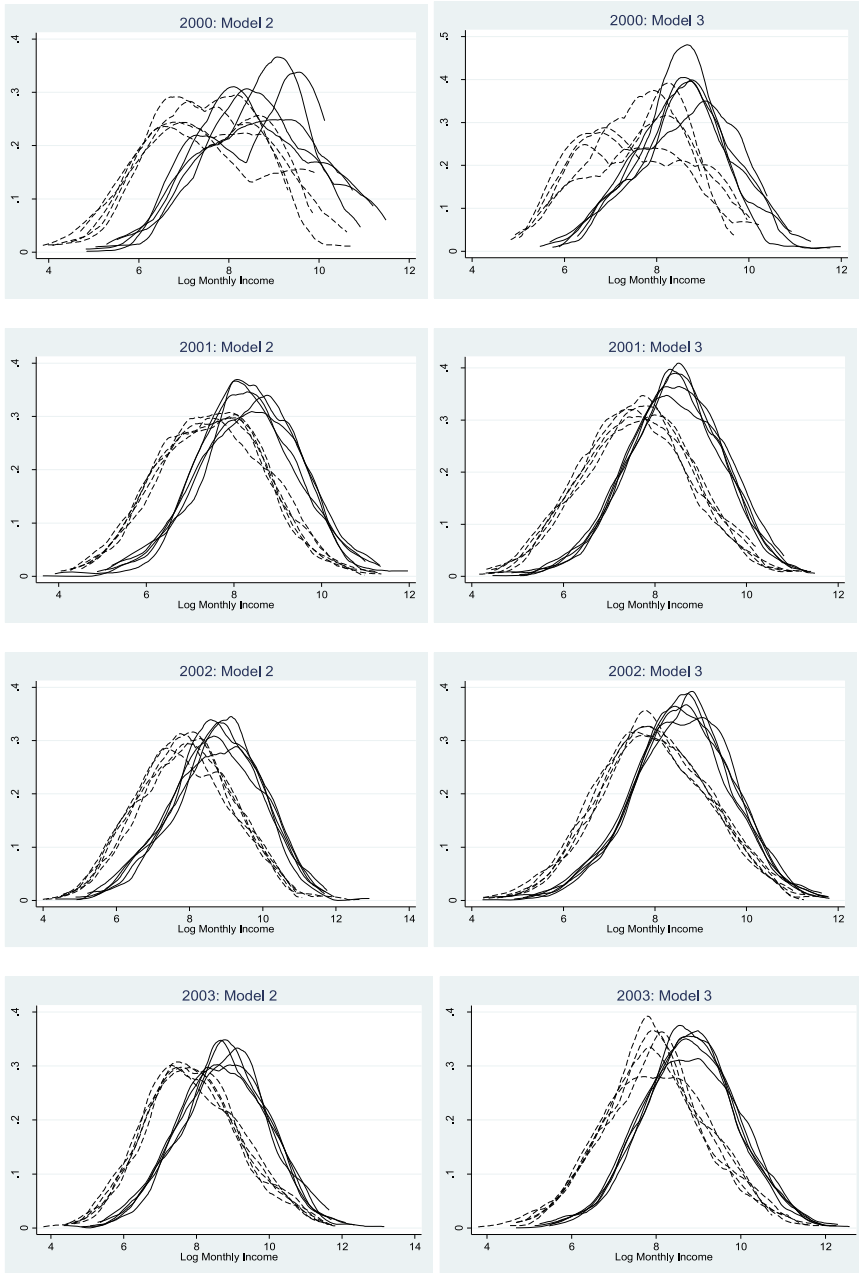 2000: Model 2
.4
.3
.2
.1
0
4 6 8 10 12
Log Monthly Income
2000: Model 3
.5
.4
.3
.2
.1
0
4 6 8 10 12
Log Monthly Income
2001: Model 2
.4
.3
.2
.1
0
4 6 8 10 12
Log Monthly Income
2001: Model 3
.4
.3
.2
.1
0
4 6 8 10 12
Log Monthly Income
2002: Model 2
.4
.3
.2
.1
0
4 6 8 10 12 14
Log Monthly Income
2002: Model 3
.4
.3
.2
.1
0
4 6 8 10 12
Log Monthly Income
2003: Model 2
.4
.3
.2
.1
0
4 6 8 10 12 14
Log Monthly Income
2003: Model 3
.4
.3
.2
.1
0
4 6 8 10 12
Log Monthly Income